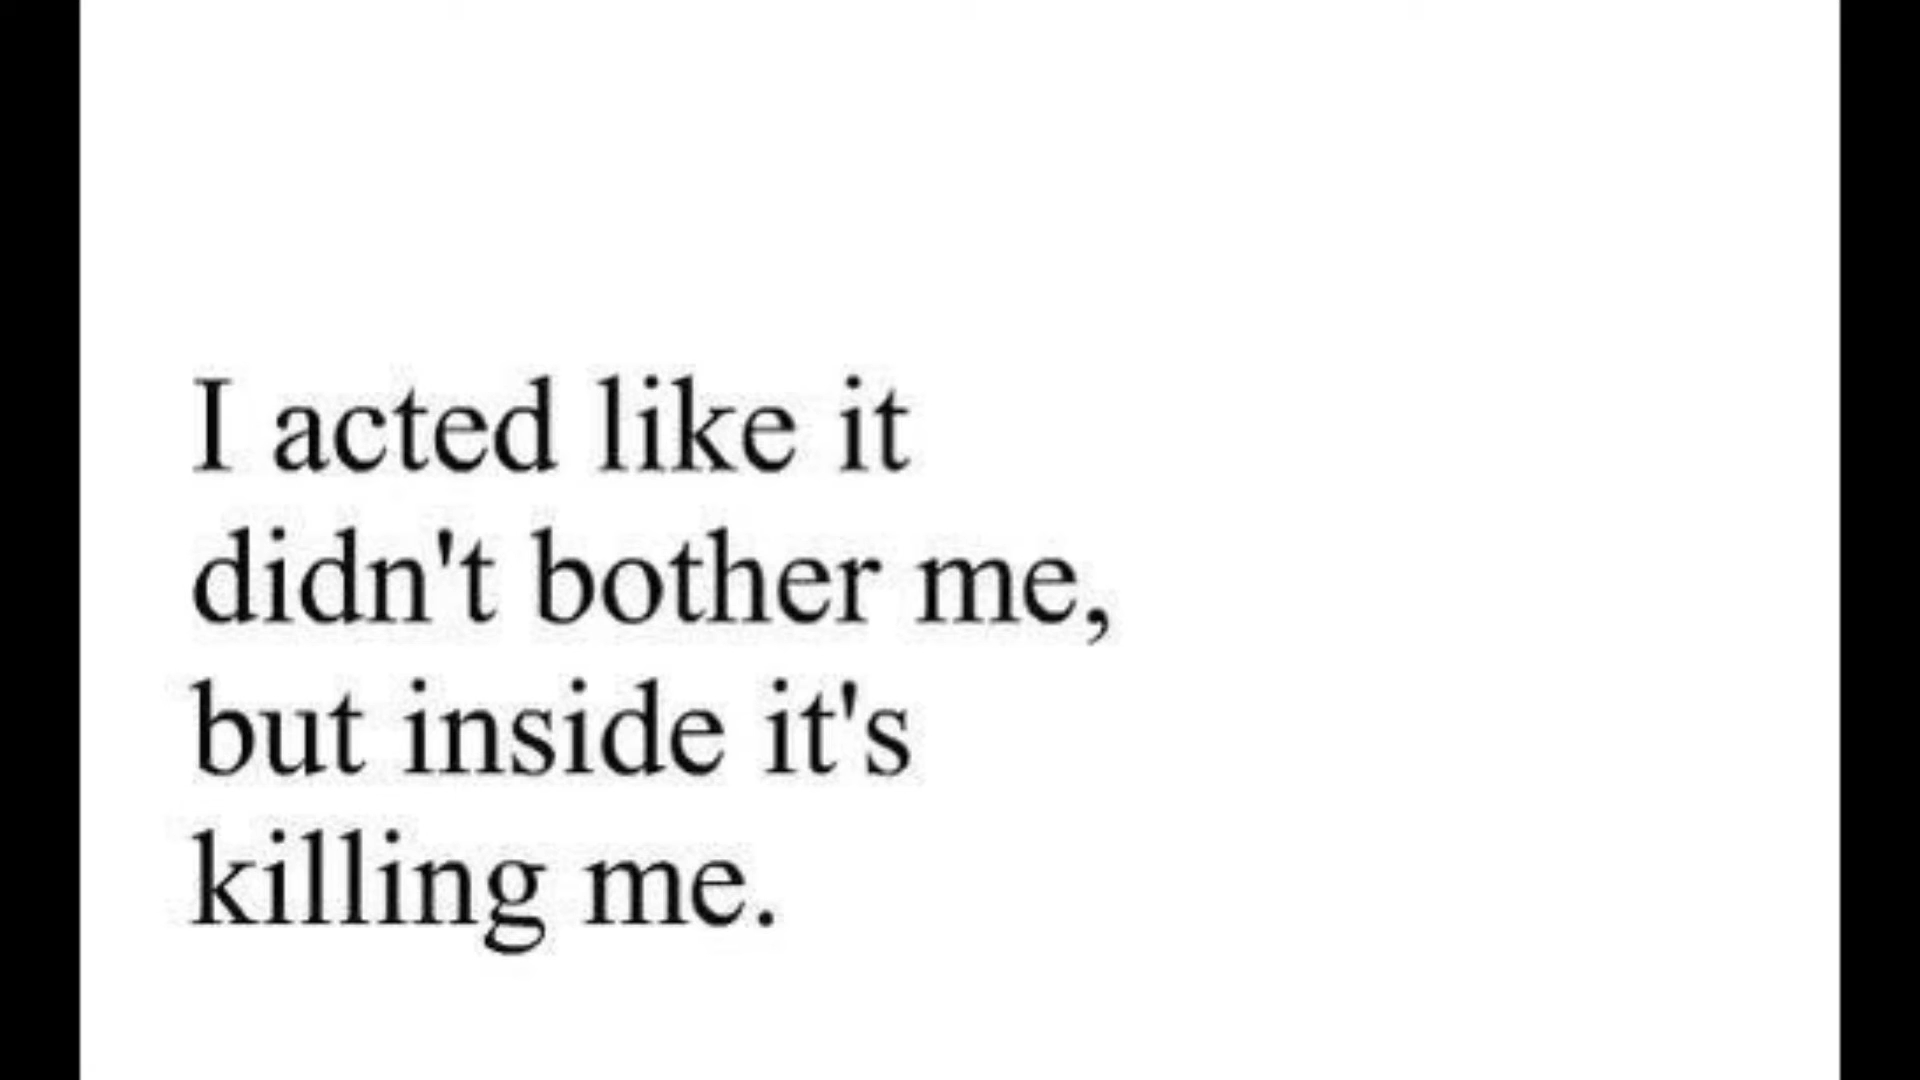 I acted like it
didn't bother me,
but inside it's
killing me.